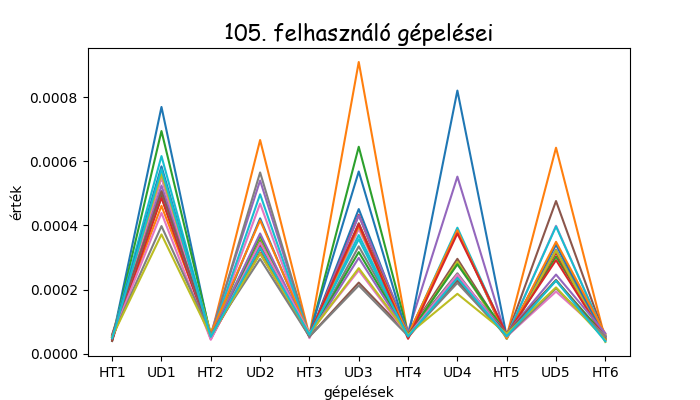 105. felhasználó gépelései
érték
0.0008
0.0006
0.0004
0.0002
0.0000
HT1 UD1 HT2 UD2 HT3 UD3 HT4 UD4 HT5 UD5 HT6
gépelések